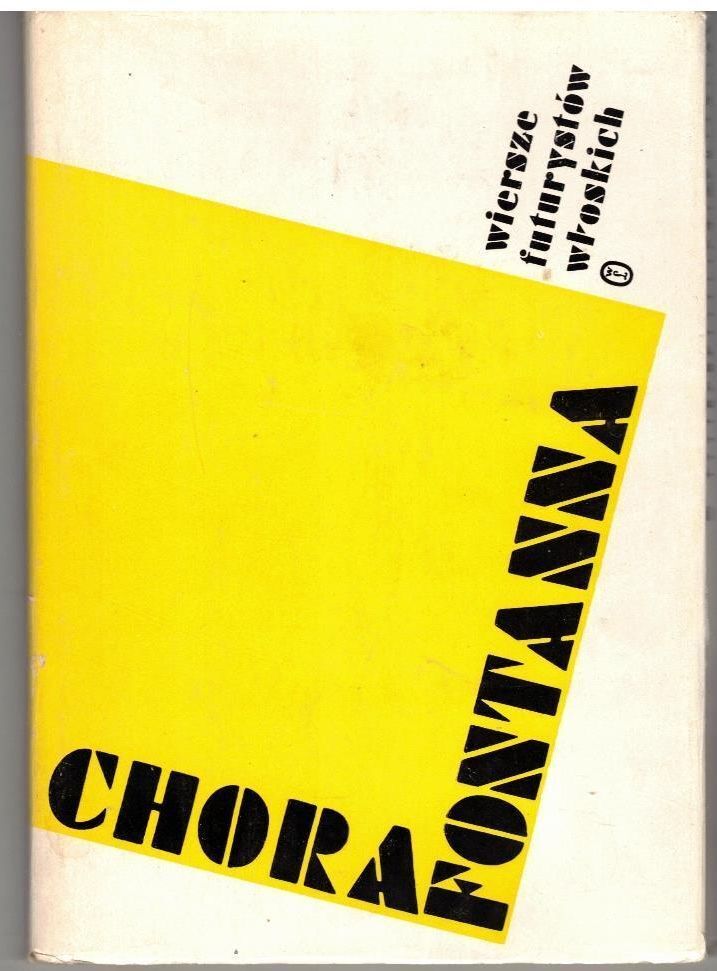 wiersze
futurystów
włoskich
CHORA
FONTANNA